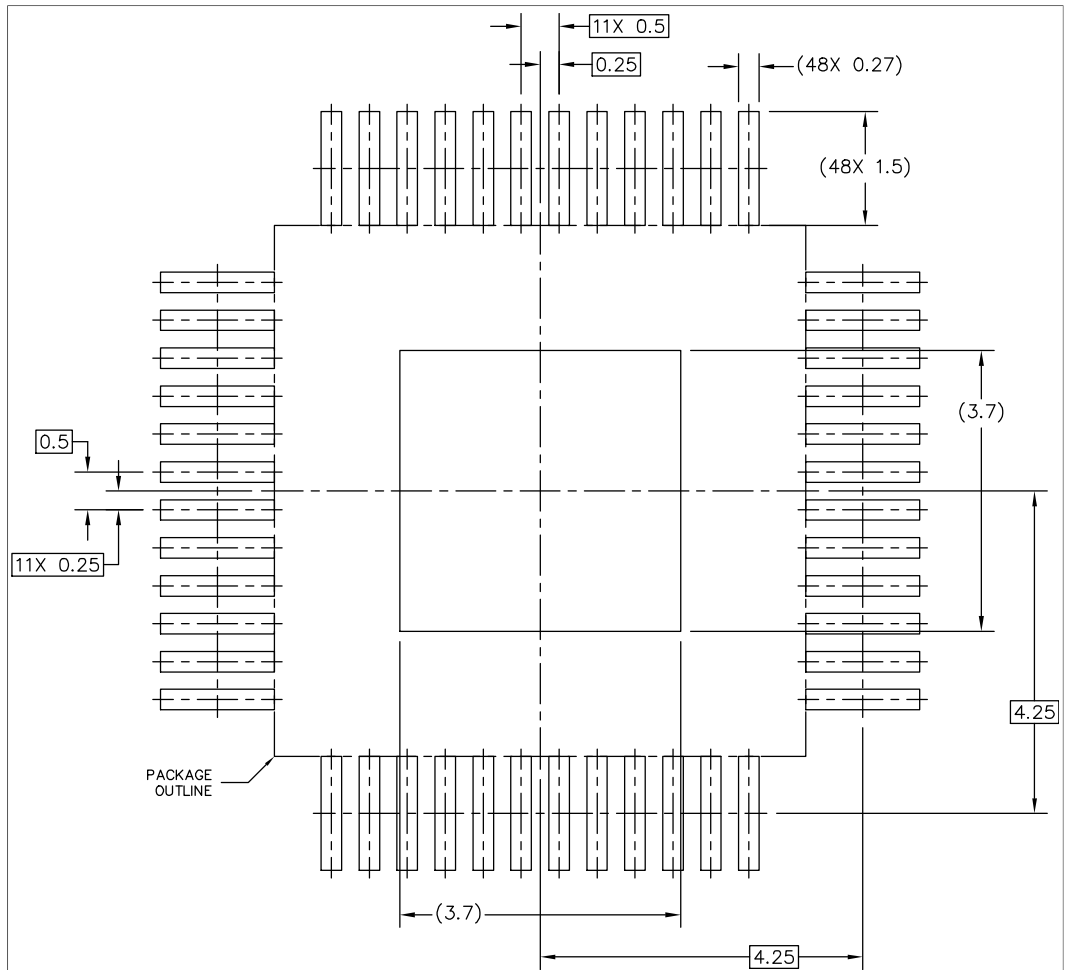 11X 0.5
0.25
(48X 0.27)
(48X 1.5)
(3.7)
0.5
11X 0.25
4.25
PACKAGE
OUTLINE
(3.7)
4.25